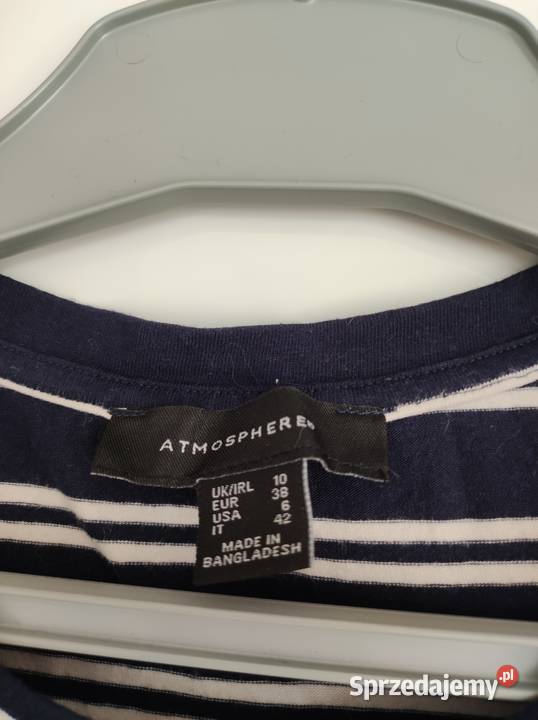 ATMOSPHERE
UK/IRL 10
EUR 38
USA 6
IT 42
MADE IN
BANGLADESH
Sprzedajemy.pl